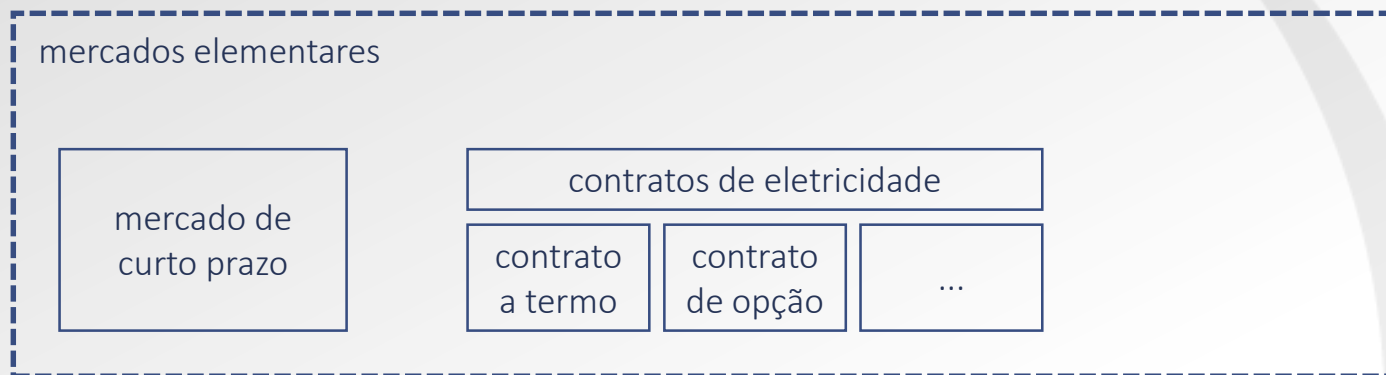 mercados elementares
mercado de
curto prazo
contratos de eletricidade
contrato
a termo
contrato
de opção
...